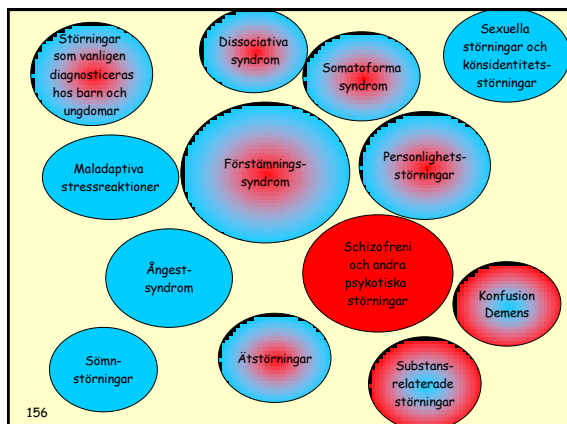 Störningar
som vanligen
diagnosticeras
hos barn och
ungdomar
Dissociativa
syndrom
Somatoforma
syndrom
Sexuella
störningar och
könsidentitets-
störningar
Maladaptiva
stressreaktioner
Förstämnings-
syndrom
Personlighets-
störningar
Ångest-
syndrom
Schizofreni
och andra
psykotiska
störningar
Konfusion
Demens
Sömn-
störningar
Ätstörningar
Substans-
relaterade
störningar
156